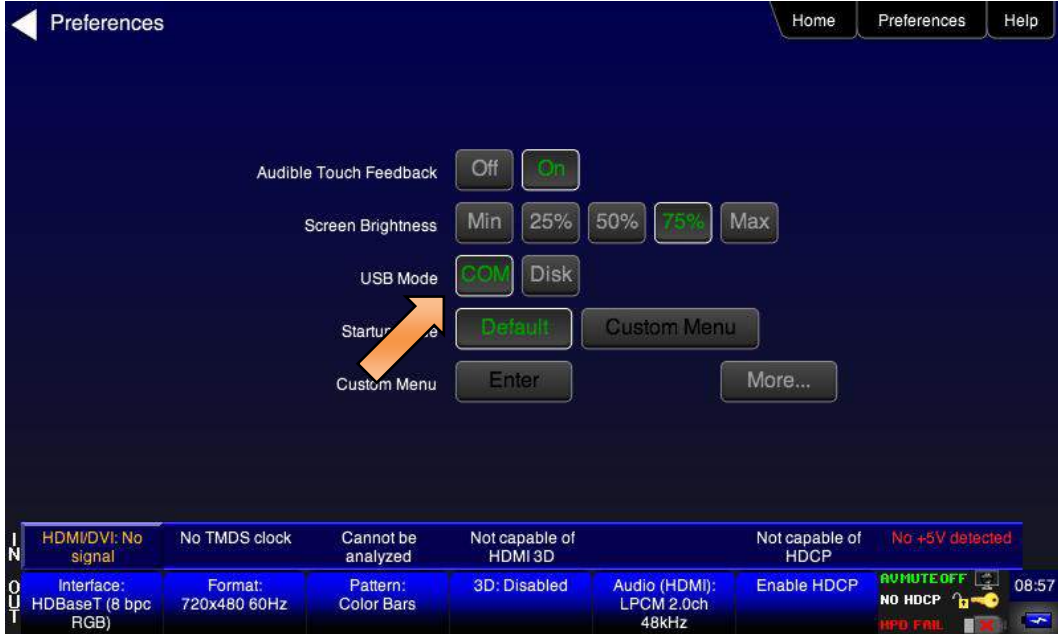 Preferences
Home Preferences Help
Audible Touch Feedback Off On
Screen Brightness Min 25% 50% 75% Max
USB Mode COM Disk
Default Custom Menu
Custom Menu Enter More...
IN
HDMI/DVI: No signal
No TMDS clock
Cannot be analyzed
Not capable of HDMI 3D
Not capable of HDCP
No +5V detected
OUT
Interface: HDBaseT (8 bpc RGB)
Format: 720x480 60Hz
Pattern: Color Bars
3D: Disabled
Audio (HDMI): LPCM 2.0ch 48kHz
Enable HDCP
AVMUTE OFF
NO HDCP
HPD FAIL
08:57